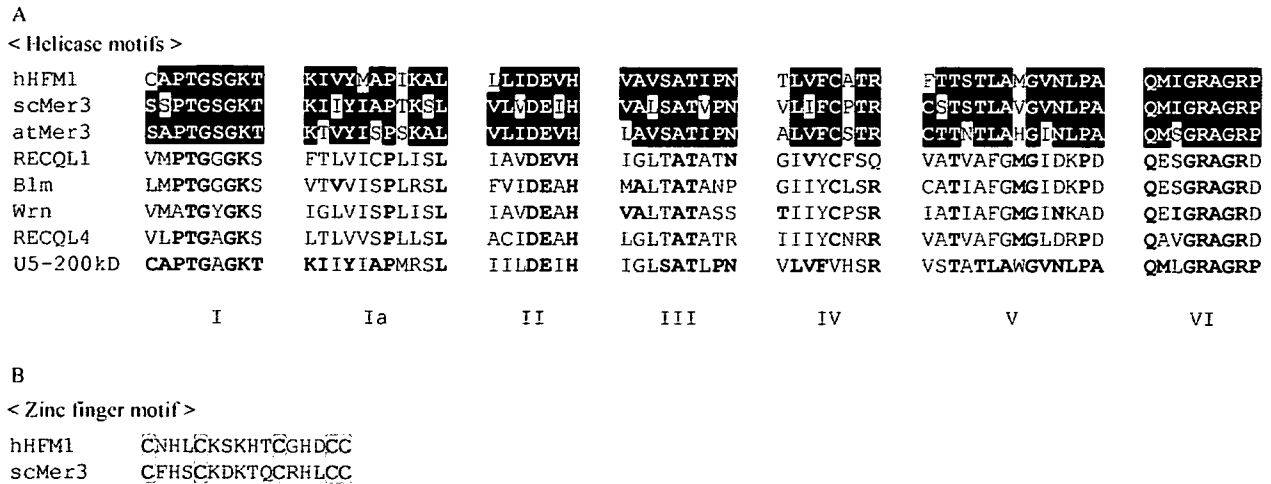 A
< Helicase motifs >
hHFM1 CAPTGSGKT KIVYMAPIKAL LLIDEVH VAVSATIPN TLVFCATR FTTSTLAMGVNLPA QMIGRAGRP
scMer3 SSPTGSGKT KIIYIAPTKSL VLVDEIH VALSATVPN VLIFCPTR CSTSTLAVGVNLPA QMIGRAGRP
atMer3 SAPTGSGKT KTVYISPSKAL VLIDEVH LAVSATIPN ALVFCSTR CTTNTLAHGINLPA QMSGRAGRP
RECQL1 VMPTGGGKS FTLVICPLISL IAVDEVH IGLTATATN GIVYCFSQ VATVAFGMGIDKPD QESGRAGRD
Blm LMPTGGGKS VTVVISPLRSL FVIDEAH MALTATANP GIIYCLSR CATIAFGMGIDKPD QESGRAGRD
Wrn VMATGYGKS IGLVISPLISL IAVDEAH VALTATASS TIIYCPSR IATIAFGMGINKAD QEIGRAGRD
RECQL4 VLPTGAGKS LTLVVSPLLSL ACIDEAH LGLTATATR IIIYCNRR VATVAFGMGLDRPD QAVGRAGRD
U5-200kD CAPTGAGKT KIIYIAPMRSL IILDEIH IGLSATLPN VLVFVHSR VSTATLAWGVNLPA QMLGRAGRP
I Ia II III IV V VI
B
< Zinc finger motif >
hHFM1 CNHLCKSKHTCGHDCC
scMer3 CFHSCKDKTQCRHLCC